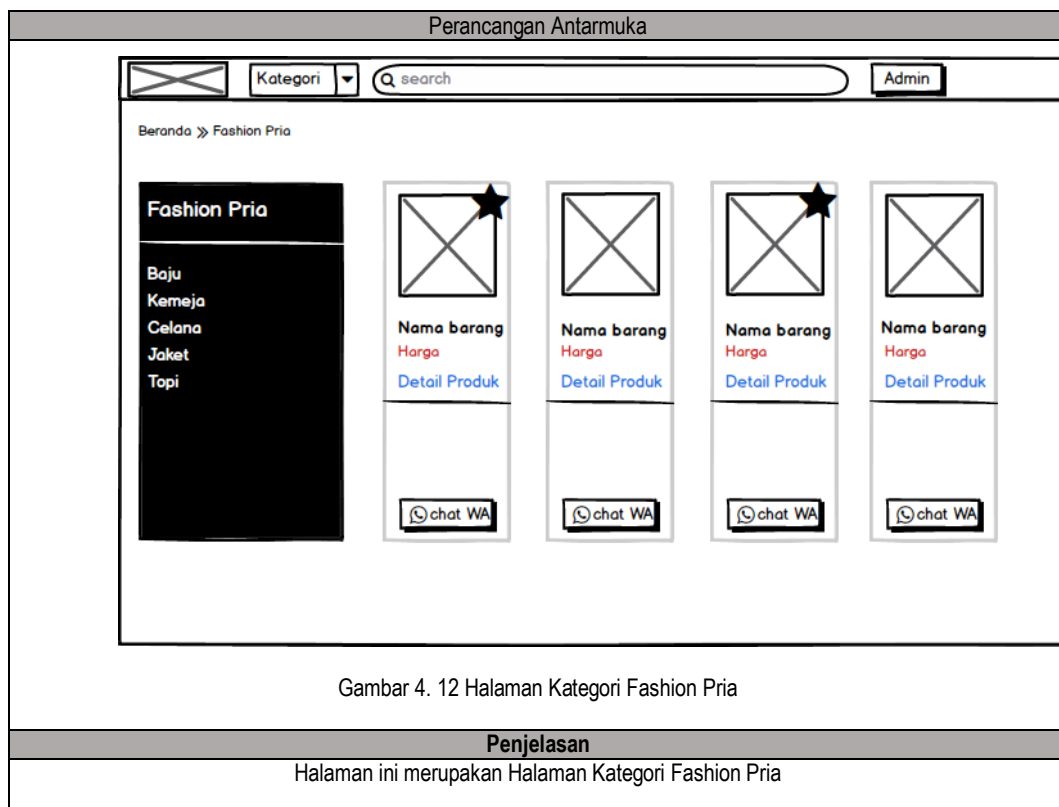 Perancangan Antarmuka
Kategori
search
Admin
Beranda >> Fashion Pria
Fashion Pria
Baju
Kemeja
Celana
Jaket
Topi
Nama barang
Harga
Detail Produk
chat WA
Nama barang
Harga
Detail Produk
chat WA
Nama barang
Harga
Detail Produk
chat WA
Nama barang
Harga
Detail Produk
chat WA
Gambar 4. 12 Halaman Kategori Fashion Pria
Penjelasan
Halaman ini merupakan Halaman Kategori Fashion Pria